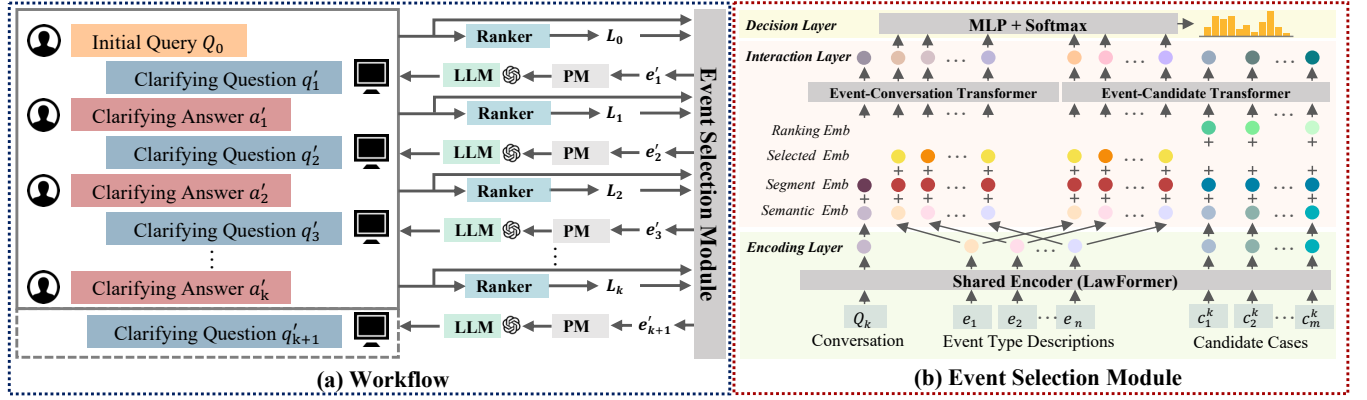 Initial Query Q₀
Ranker
L₀
Clarifying Question q′₁
LLM
PM
e′₁
Clarifying Answer a′₁
Ranker
L₁
Clarifying Question q′₂
LLM
PM
e′₂
Clarifying Answer a′₂
Ranker
L₂
Clarifying Question q′₃
LLM
PM
e′₃
⋮
⋮
Clarifying Answer a′ₖ
Ranker
Lₖ
Clarifying Question q′ₖ₊₁
LLM
PM
e′ₖ₊₁
Event Selection Module
(a) Workflow
Decision Layer
MLP + Softmax
Interaction Layer
...
...
...
Event-Conversation Transformer
Event-Candidate Transformer
...
...
...
Ranking Emb
...
+ + +
Selected Emb
...
...
+ + + + + +
Segment Emb
...
...
...
+ + + + + + + + + +
Semantic Emb
...
...
...
Encoding Layer
...
...
Shared Encoder (LawFormer)
Qₖ
e₁
e₂
...
eₙ
c₁ᵏ
c₂ᵏ
...
cₘᵏ
Conversation
Event Type Descriptions
Candidate Cases
(b) Event Selection Module